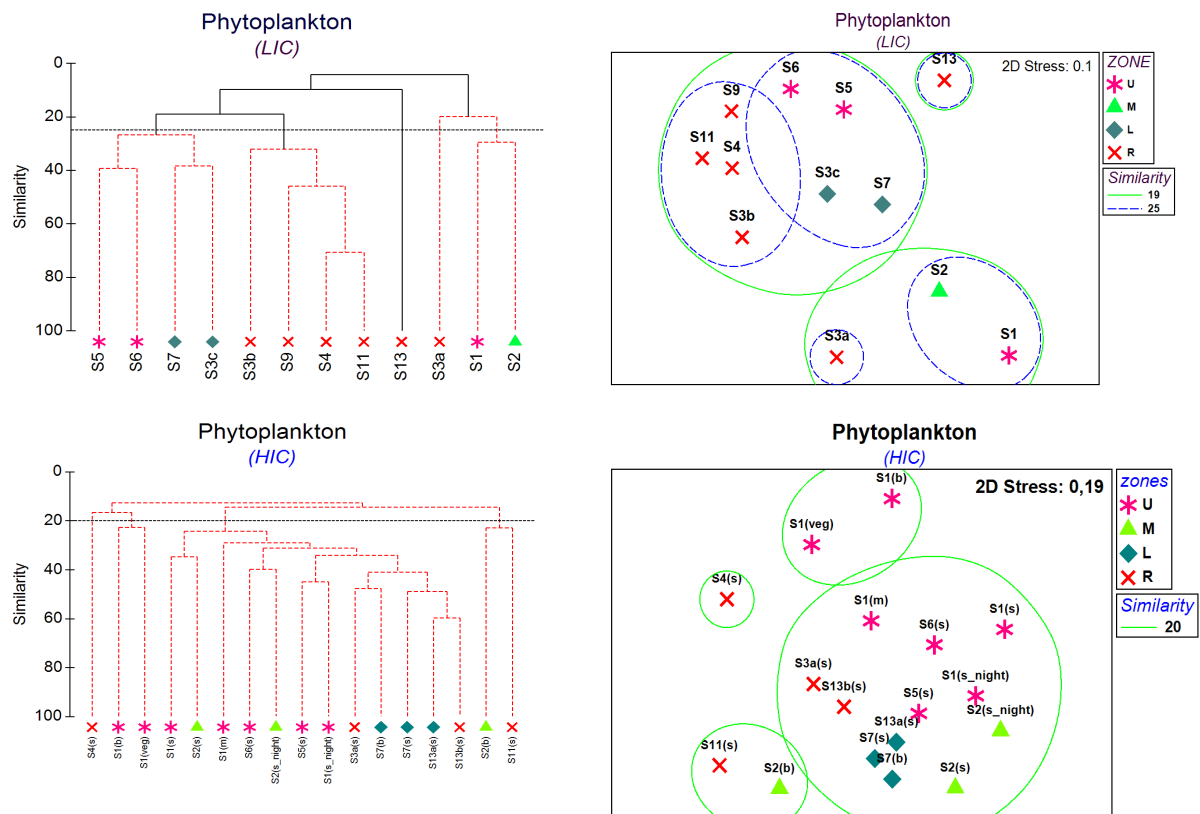 Phytoplankton
(LIC)
0
20
40
60
80
100
Similarity
S5
S6
S7
S3c
S3b
S9
S4
S11
S13
S3a
S1
S2
Phytoplankton
(LIC)
2D Stress: 0.1
S13
S6
S5
S9
S11
S4
S3c
S7
S3b
S2
S3a
S1
ZONE
U
M
L
R
Similarity
19
25
Phytoplankton
(HIC)
0
20
40
60
80
100
Similarity
S4(s)
S1(b)
S1(veg)
S1(s)
S2(s)
S1(m)
S6(s)
S2(s_night)
S5(s)
S1(s_night)
S3a(s)
S7(b)
S7(s)
S13a(s)
S13b(s)
S2(b)
S11(s)
Phytoplankton
(HIC)
2D Stress: 0,19
S1(b)
S1(veg)
S4(s)
S1(m)
S1(s)
S6(s)
S3a(s)
S13b(s)
S1(s_night)
S5(s)
S2(s_night)
S13a(s)
S7(s)
S11(s)
S7(b)
S2(b)
S2(s)
zones
U
M
L
R
Similarity
20